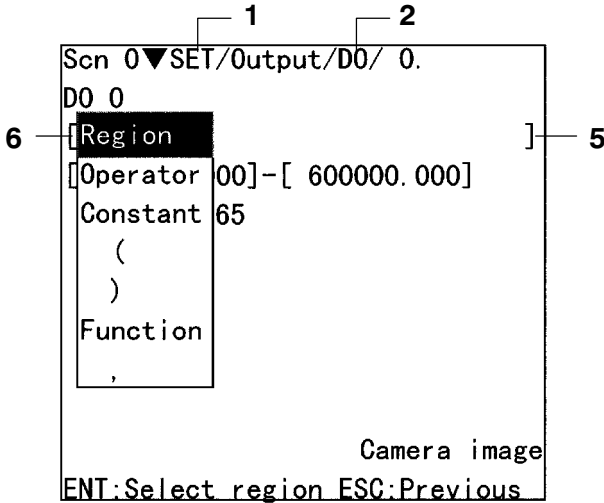 1 2
Scn 0▼SET/Output/DO/ 0.
DO 0
6 [Region ] 5
[Operator 00]-[ 600000.000]
Constant 65
(
)
Function
,
Camera image
ENT:Select region ESC:Previous